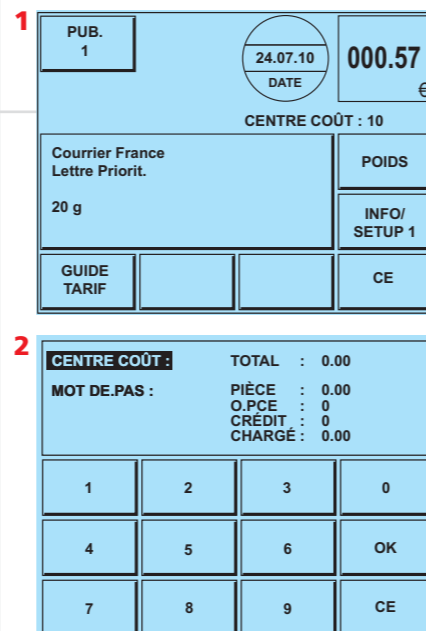 1
PUB.
1
24.07.10
DATE
000.57
€
CENTRE COÛT : 10
Courrier France
Lettre Priorit.
20 g
POIDS
INFO/
SETUP 1
GUIDE
TARIF
CE
2
CENTRE COÛT : TOTAL : 0.00
MOT DE.PAS : PIÈCE : 0.00
O.PCE : 0
CRÉDIT : 0
CHARGÉ : 0.00
1 2 3 0
4 5 6 OK
7 8 9 CE